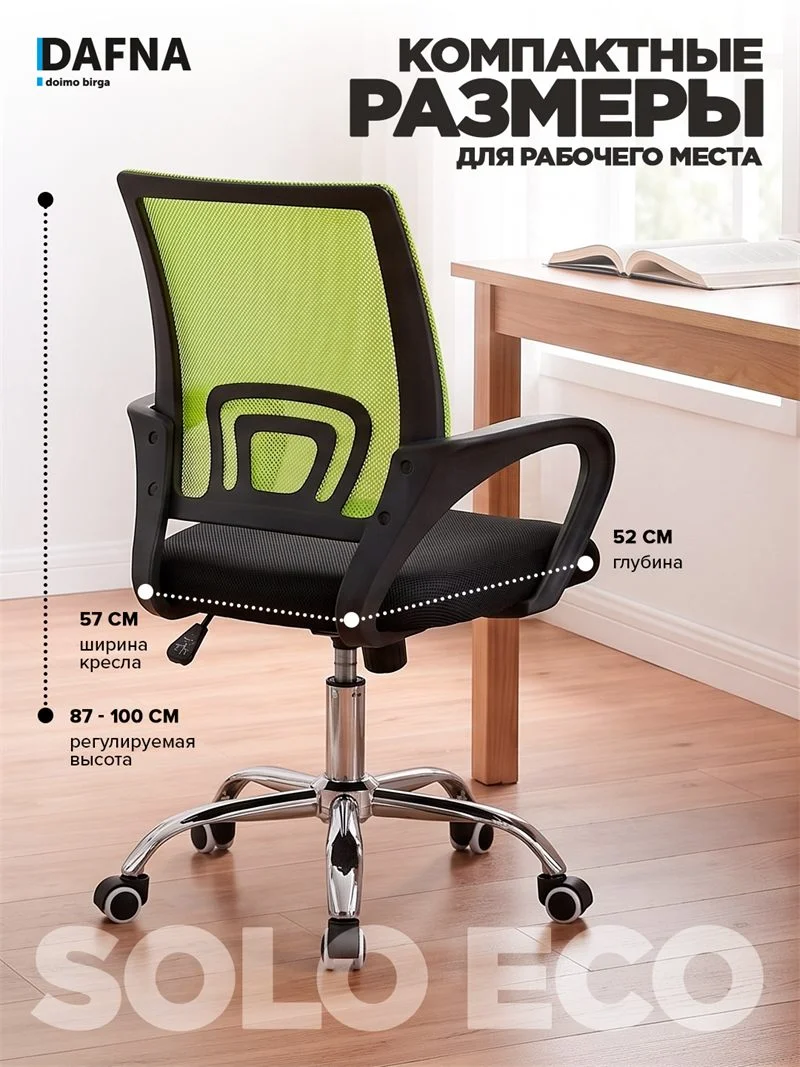 DAFNA
doimo birga
КОМПАКТНЫЕ
РАЗМЕРЫ
ДЛЯ РАБОЧЕГО МЕСТА
52 СМ
глубина
57 СМ
ширина
кресла
87 - 100 СМ
регулируемая
высота
SOLO ECO